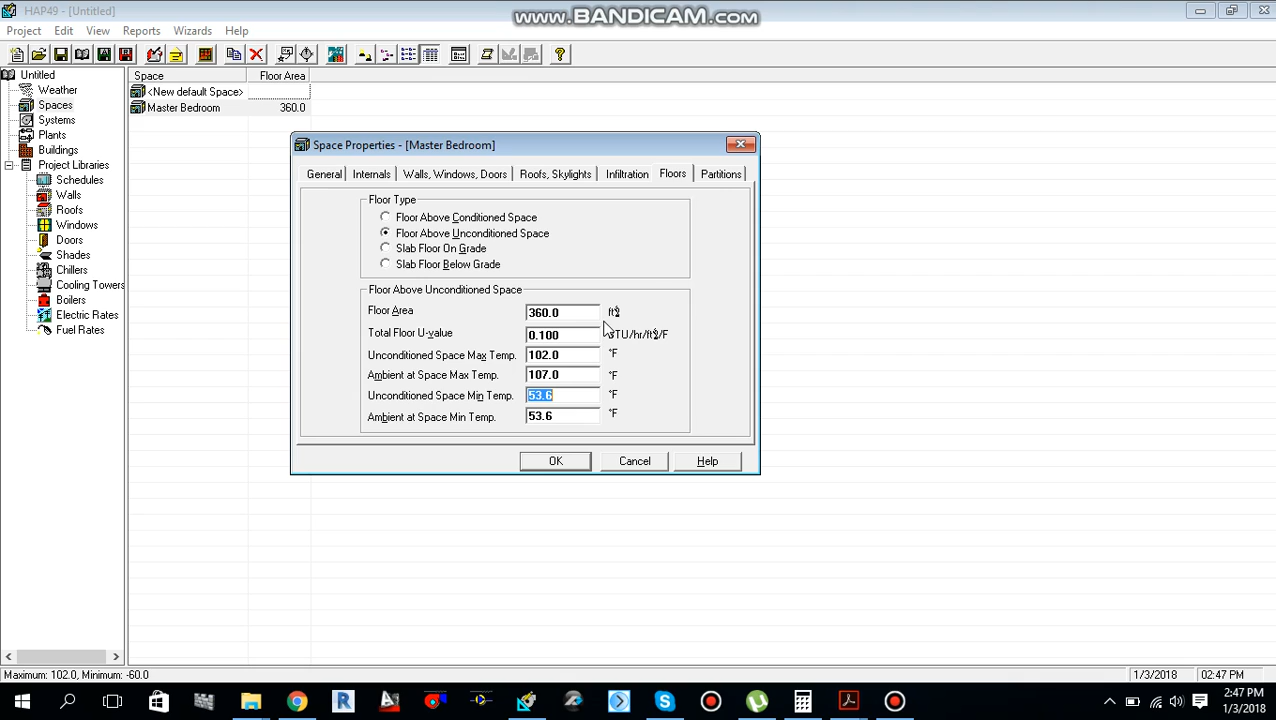 HAP49 - [Untitled]
www.BANDICAM.com
Project Edit View Reports Wizards Help
Untitled
Weather
Spaces
Systems
Plants
Buildings
Project Libraries
Schedules
Walls
Roofs
Windows
Doors
Shades
Chillers
Cooling Towers
Boilers
Electric Rates
Fuel Rates
Space Floor Area
<New default Space>
Master Bedroom 360.0
Space Properties - [Master Bedroom]
General Internals Walls, Windows, Doors Roofs, Skylights Infiltration Floors Partitions
Floor Type
Floor Above Conditioned Space
Floor Above Unconditioned Space
Slab Floor On Grade
Slab Floor Below Grade
Floor Above Unconditioned Space
Floor Area 360.0 ft²
Total Floor U-value 0.100 BTU/hr/ft²/F
Unconditioned Space Max Temp. 102.0 °F
Ambient at Space Max Temp. 107.0 °F
Unconditioned Space Min Temp. 53.6 °F
Ambient at Space Min Temp. 53.6 °F
OK Cancel Help
Maximum: 102.0, Minimum: -60.0
1/3/2018 02:47 PM
2:47 PM
1/3/2018